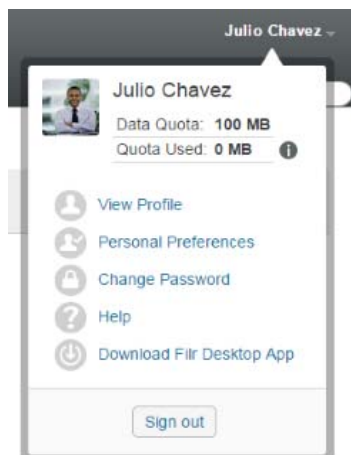 Julio Chavez
Julio Chavez
Data Quota: 100 MB
Quota Used: 0 MB
View Profile
Personal Preferences
Change Password
Help
Download Filr Desktop App
Sign out